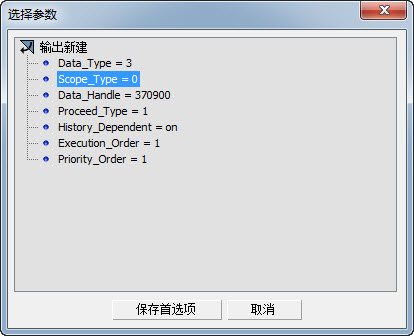 选择参数
输出新建
Data_Type = 3
Scope_Type = 0
Data_Handle = 370900
Proceed_Type = 1
History_Dependent = on
Execution_Order = 1
Priority_Order = 1
保存首选项
取消